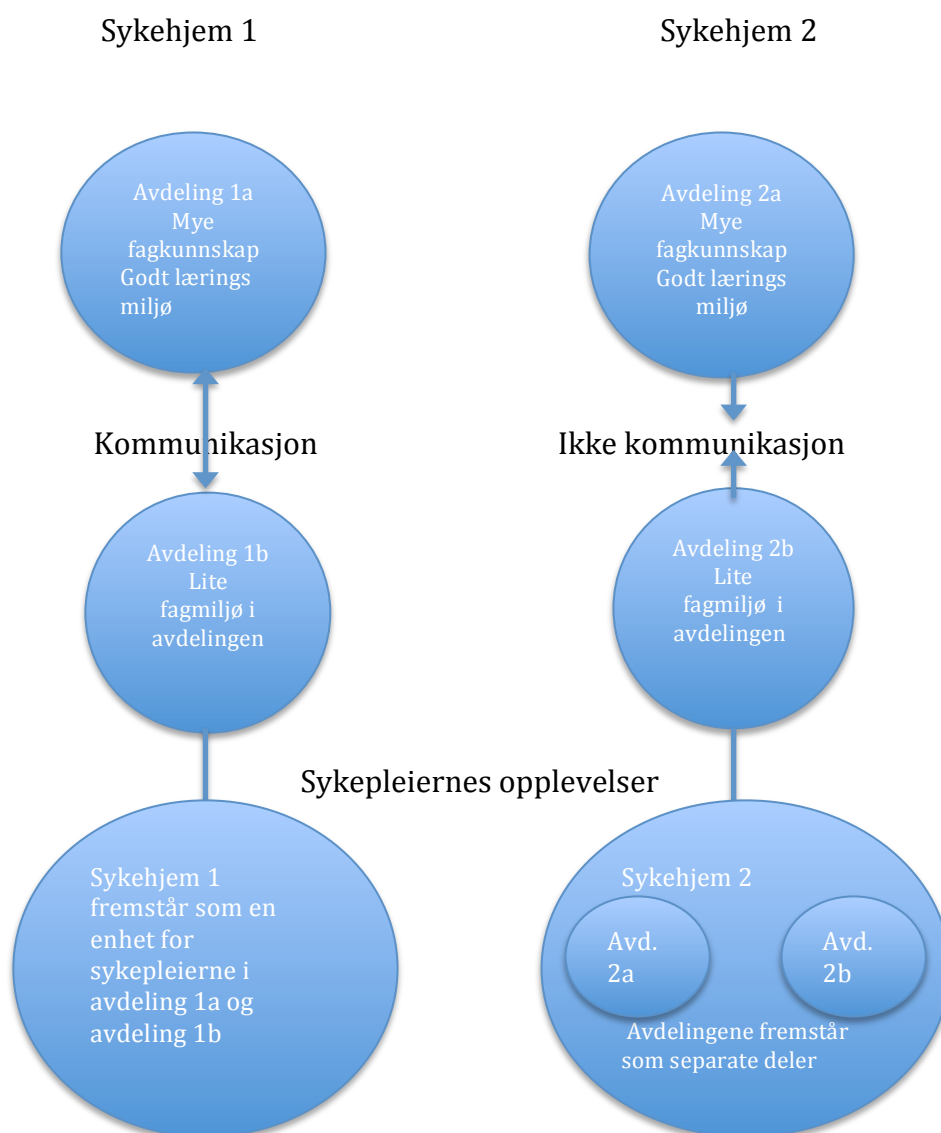 Sykehjem 1
Sykehjem 2
Avdeling 1a
Mye
fagkunnskap
Godt lærings
miljø
Avdeling 2a
Mye
fagkunnskap
Godt lærings
miljø
Kommunikasjon
Ikke kommunikasjon
Avdeling 1b
Lite
fagmiljø i
avdelingen
Avdeling 2b
Lite
fagmiljø i
avdelingen
Sykepleiernes opplevelser
Sykehjem 1
fremstår som en
enhet for
sykepleierne i
avdeling 1a og
avdeling 1b
Sykehjem 2
Avd.
2a
Avd.
2b
Avdelingene fremstår
som separate deler